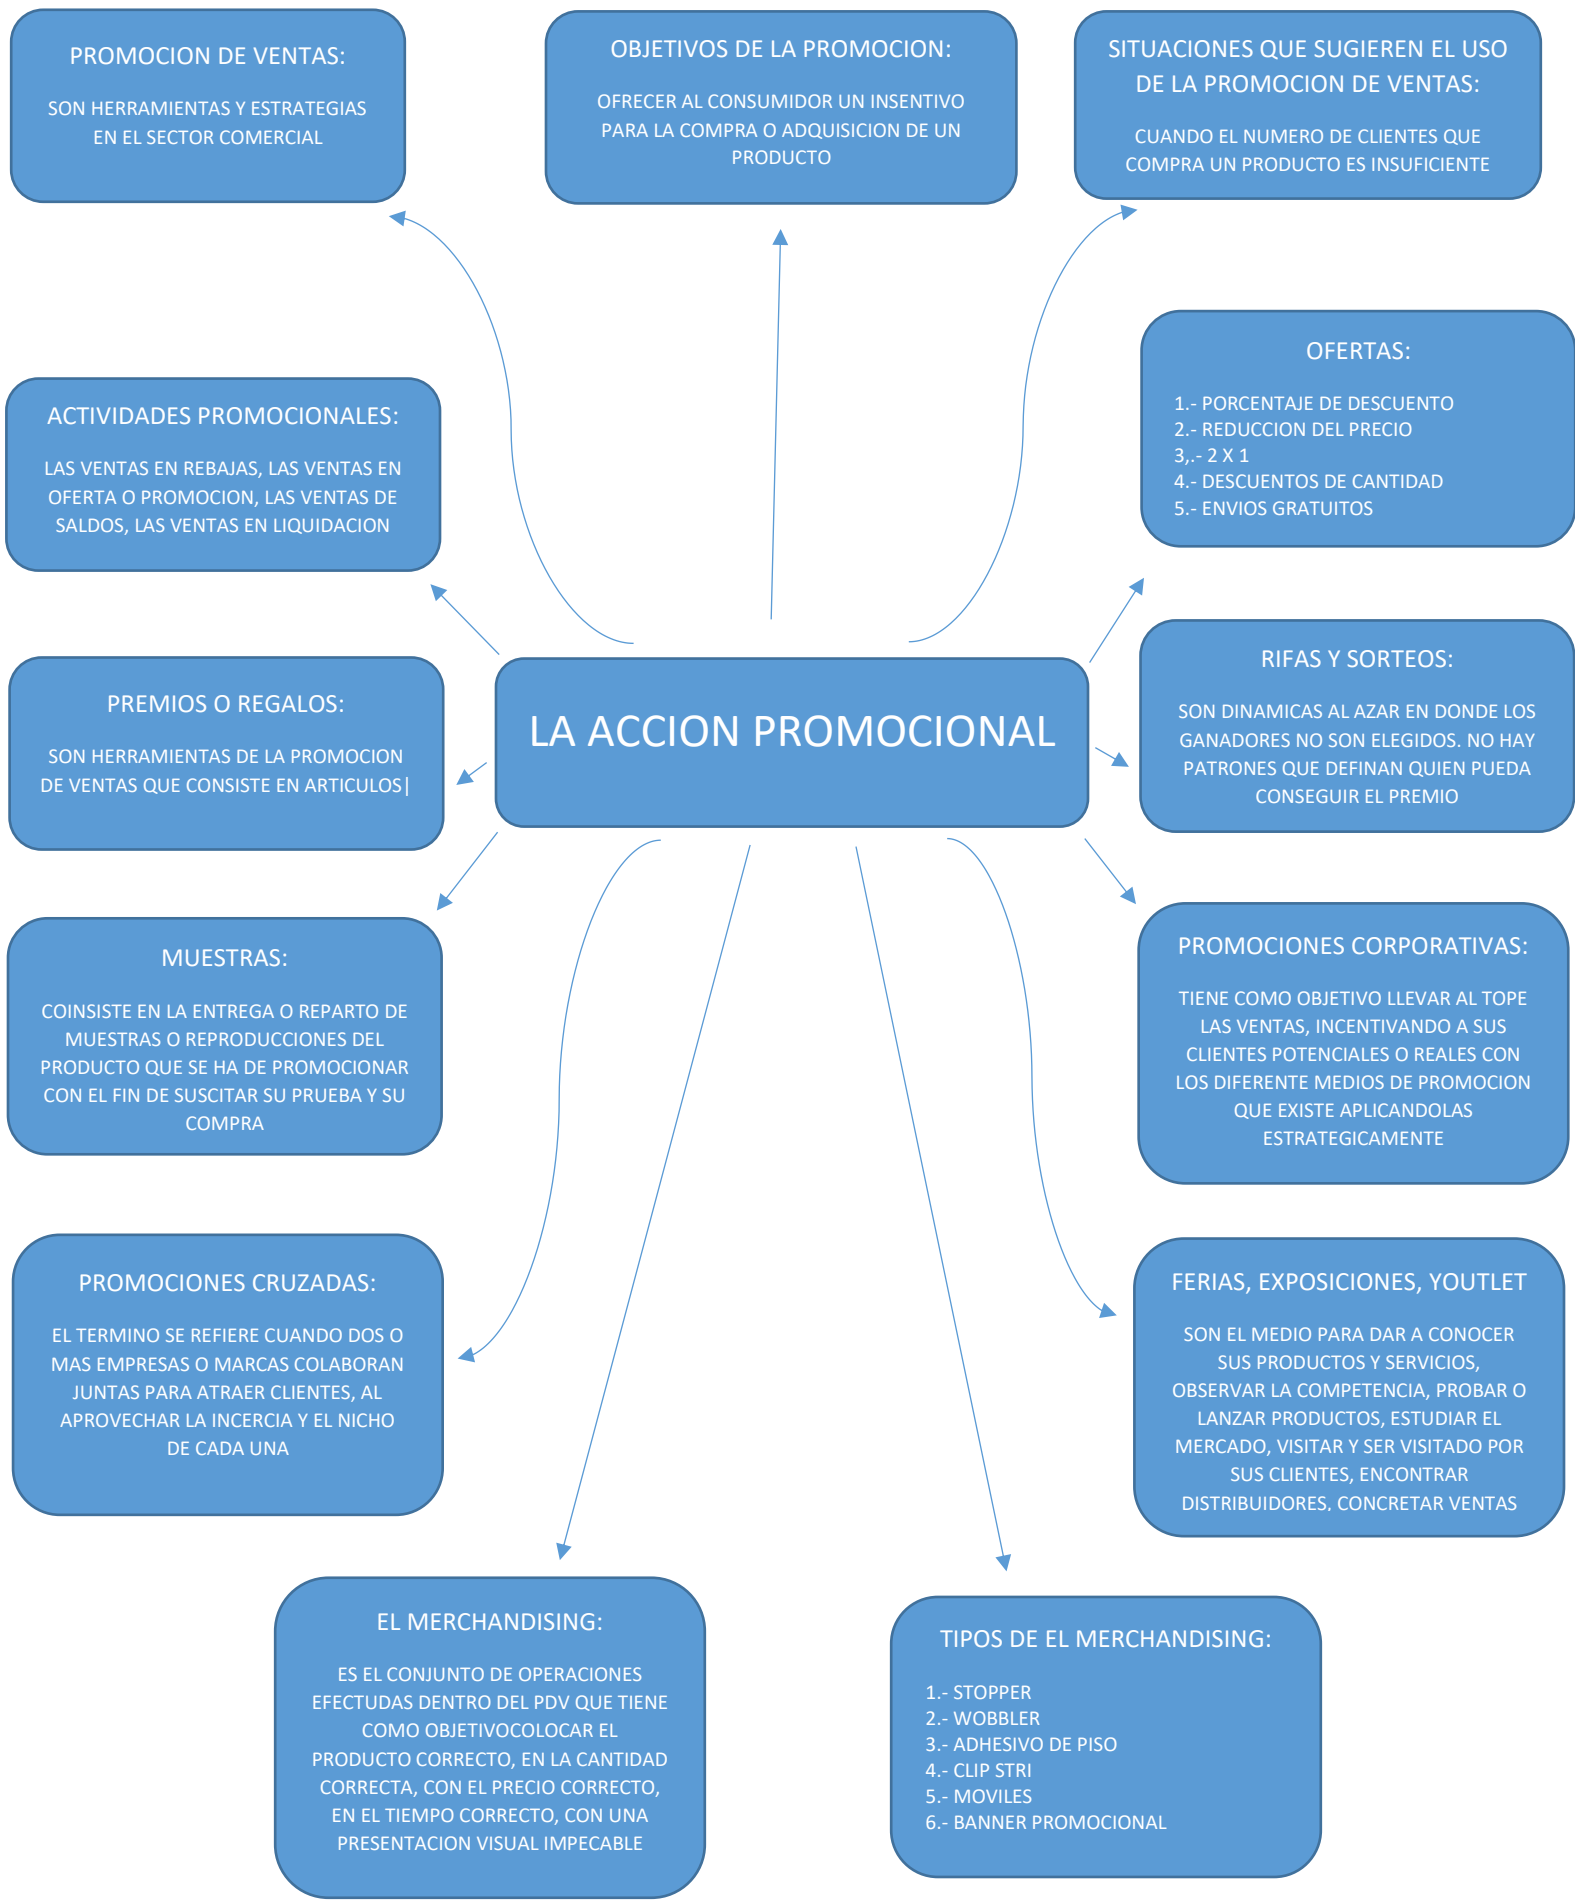 PROMOCION DE VENTAS:
SON HERRAMIENTAS Y ESTRATEGIAS
EN EL SECTOR COMERCIAL
OBJETIVOS DE LA PROMOCION:
OFRECER AL CONSUMIDOR UN INSENTIVO
PARA LA COMPRA O ADQUISICION DE UN
PRODUCTO
SITUACIONES QUE SUGIEREN EL USO
DE LA PROMOCION DE VENTAS:
CUANDO EL NUMERO DE CLIENTES QUE
COMPRA UN PRODUCTO ES INSUFICIENTE
OFERTAS:
1.- PORCENTAJE DE DESCUENTO
2.- REDUCCION DEL PRECIO
3,.- 2 X 1
4.- DESCUENTOS DE CANTIDAD
5.- ENVIOS GRATUITOS
ACTIVIDADES PROMOCIONALES:
LAS VENTAS EN REBAJAS, LAS VENTAS EN
OFERTA O PROMOCION, LAS VENTAS DE
SALDOS, LAS VENTAS EN LIQUIDACION
LA ACCION PROMOCIONAL
RIFAS Y SORTEOS:
SON DINAMICAS AL AZAR EN DONDE LOS
GANADORES NO SON ELEGIDOS. NO HAY
PATRONES QUE DEFINAN QUIEN PUEDA
CONSEGUIR EL PREMIO
PREMIOS O REGALOS:
SON HERRAMIENTAS DE LA PROMOCION
DE VENTAS QUE CONSISTE EN ARTICULOS|
MUESTRAS:
COINSISTE EN LA ENTREGA O REPARTO DE
MUESTRAS O REPRODUCCIONES DEL
PRODUCTO QUE SE HA DE PROMOCIONAR
CON EL FIN DE SUSCITAR SU PRUEBA Y SU
COMPRA
PROMOCIONES CORPORATIVAS:
TIENE COMO OBJETIVO LLEVAR AL TOPE
LAS VENTAS, INCENTIVANDO A SUS
CLIENTES POTENCIALES O REALES CON
LOS DIFERENTE MEDIOS DE PROMOCION
QUE EXISTE APLICANDOLAS
ESTRATEGICAMENTE
PROMOCIONES CRUZADAS:
EL TERMINO SE REFIERE CUANDO DOS O
MAS EMPRESAS O MARCAS COLABORAN
JUNTAS PARA ATRAER CLIENTES, AL
APROVECHAR LA INCERCIA Y EL NICHO
DE CADA UNA
FERIAS, EXPOSICIONES, YOUTLET
SON EL MEDIO PARA DAR A CONOCER
SUS PRODUCTOS Y SERVICIOS,
OBSERVAR LA COMPETENCIA, PROBAR O
LANZAR PRODUCTOS, ESTUDIAR EL
MERCADO, VISITAR Y SER VISITADO POR
SUS CLIENTES, ENCONTRAR
DISTRIBUIDORES, CONCRETAR VENTAS
EL MERCHANDISING:
ES EL CONJUNTO DE OPERACIONES
EFECTUDAS DENTRO DEL PDV QUE TIENE
COMO OBJETIVOCOLOCAR EL
PRODUCTO CORRECTO, EN LA CANTIDAD
CORRECTA, CON EL PRECIO CORRECTO,
EN EL TIEMPO CORRECTO, CON UNA
PRESENTACION VISUAL IMPECABLE
TIPOS DE EL MERCHANDISING:
1.- STOPPER
2.- WOBBLER
3.- ADHESIVO DE PISO
4.- CLIP STRI
5.- MOVILES
6.- BANNER PROMOCIONAL